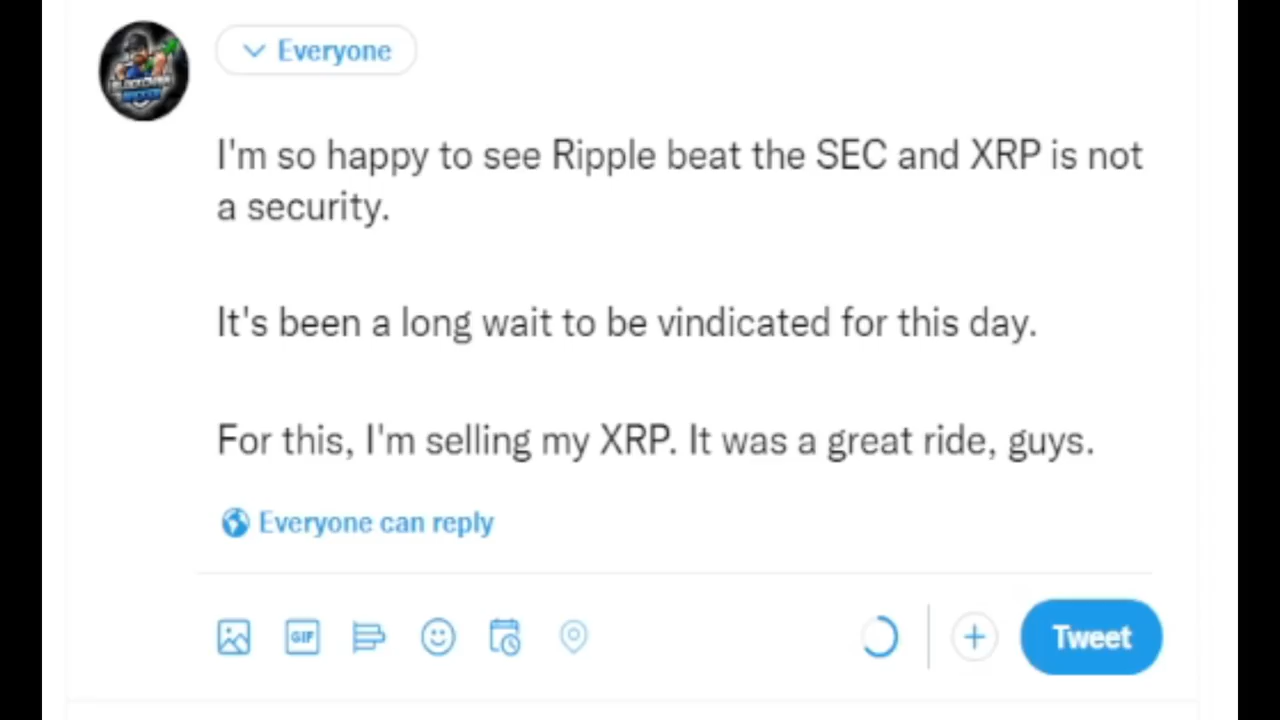 Everyone
I'm so happy to see Ripple beat the SEC and XRP is not
a security.
It's been a long wait to be vindicated for this day.
For this, I'm selling my XRP. It was a great ride, guys.
Everyone can reply
GIF
Tweet